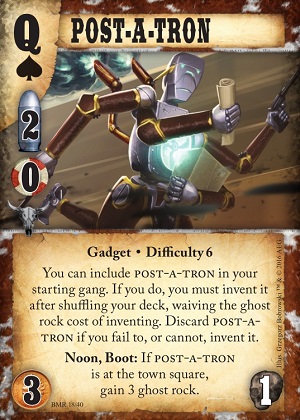 Q
POST-A-TRON
2
0
Gadget • Difficulty 6
You can include POST-A-TRON in your
starting gang. If you do, you must invent it
after shuffling your deck, waiving the ghost
rock cost of inventing. Discard POST-A-
TRON if you fail to, or cannot, invent it.
Noon, Boot: If POST-A-TRON
is at the town square,
gain 3 ghost rock.
3
BMR 18/40
1